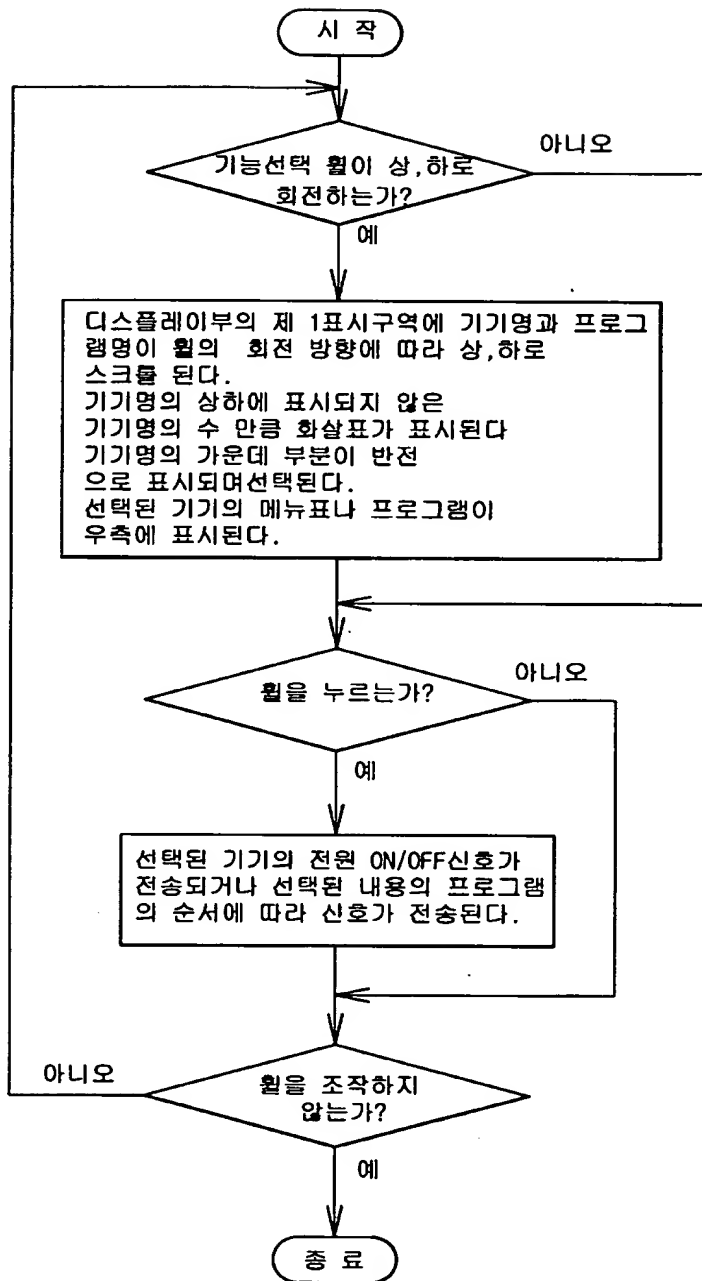 시 작
아니오
기능선택 휠이 상,하로
회전하는가?
예
디스플레이부의 제 1표시구역에 기기명과 프로그
램명이 휠의 회전 방향에 따라 상,하로
스크롤 된다.
기기명의 상하에 표시되지 않은
기기명의 수 만큼 화살표가 표시된다
기기명의 가운데 부분이 반전
으로 표시되며선택된다.
선택된 기기의 메뉴표나 프로그램이
우측에 표시된다.
아니오
휠을 누르는가?
예
선택된 기기의 전원 ON/OFF신호가
전송되거나 선택된 내용의 프로그램
의 순서에 따라 신호가 전송된다.
아니오
휠을 조작하지
않는가?
예
종 료